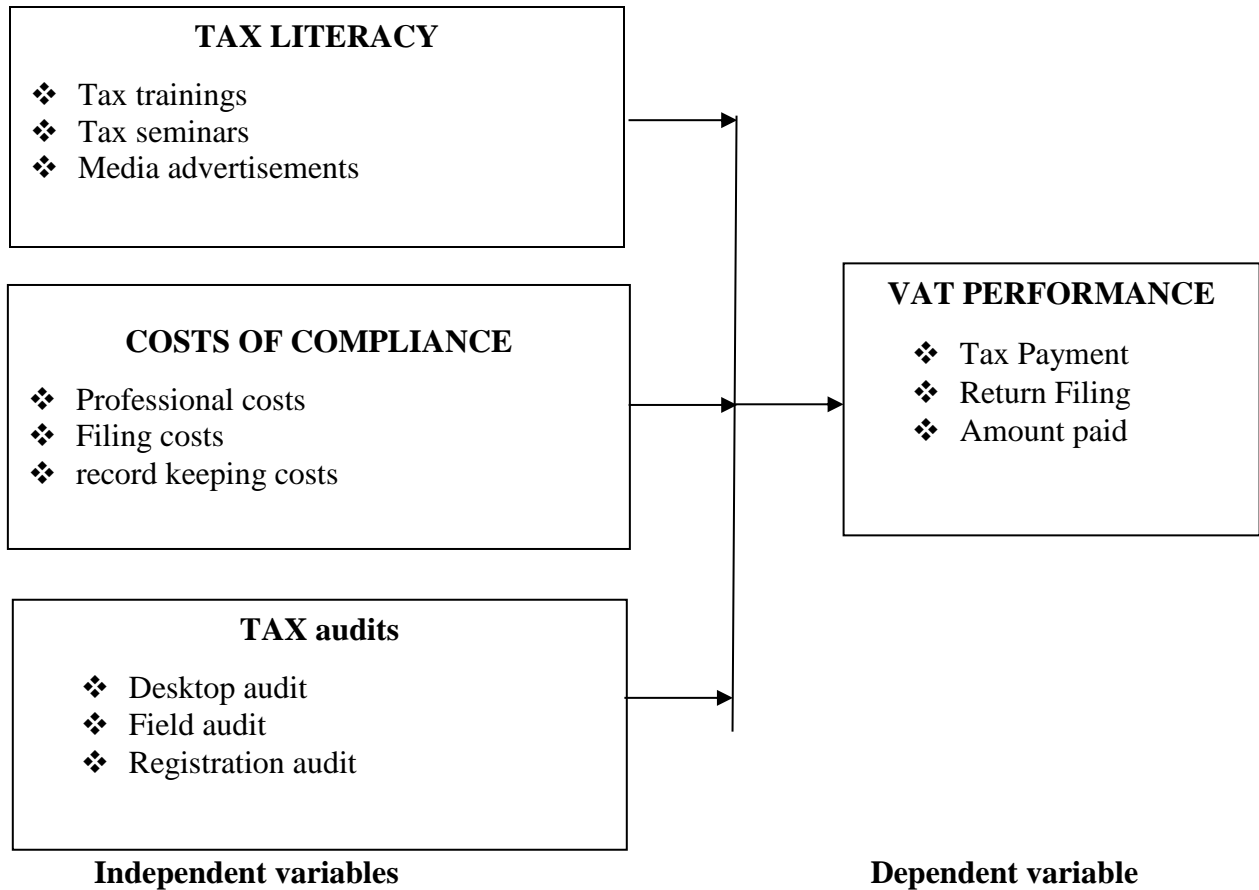 TAX LITERACY
❖ Tax trainings
❖ Tax seminars
❖ Media advertisements
COSTS OF COMPLIANCE
❖ Professional costs
❖ Filing costs
❖ record keeping costs
TAX audits
❖ Desktop audit
❖ Field audit
❖ Registration audit
Independent variables
VAT PERFORMANCE
❖ Tax Payment
❖ Return Filing
❖ Amount paid
Dependent variable